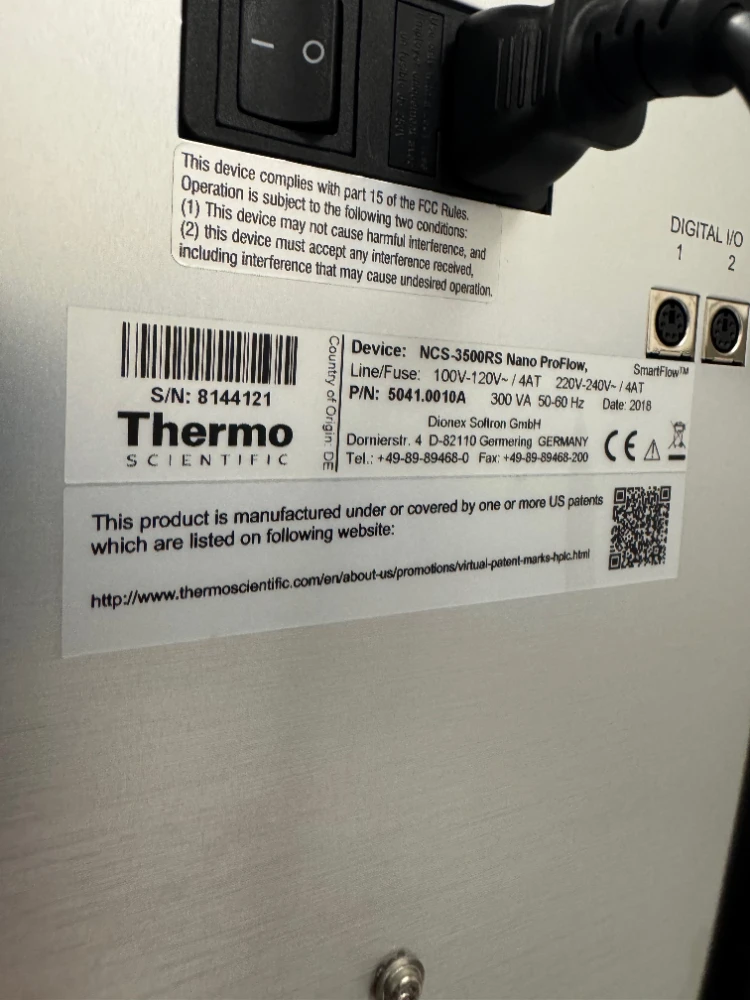 I O
This device complies with part 15 of the FCC Rules.
Operation is subject to the following two conditions:
(1) This device may not cause harmful interference, and
(2) this device must accept any interference received,
including interference that may cause undesired operation.
DIGITAL I/O
1 2
S/N: 8144121
Thermo
SCIENTIFIC
Country of Origin: DE
Device: NCS-3500RS Nano ProFlow, SmartFlow™
Line/Fuse: 100V-120V~ / 4AT 220V-240V~ / 4AT
P/N: 5041.0010A 300 VA 50-60 Hz Date: 2018
Dionex Softron GmbH
Dornierstr. 4 D-82110 Germering GERMANY
Tel.: +49-89-89468-0 Fax: +49-89-89468-200
CE
This product is manufactured under or covered by one or more US patents
which are listed on following website:
http://www.thermoscientific.com/en/about-us/promotions/virtual-patent-marks-hplc.html